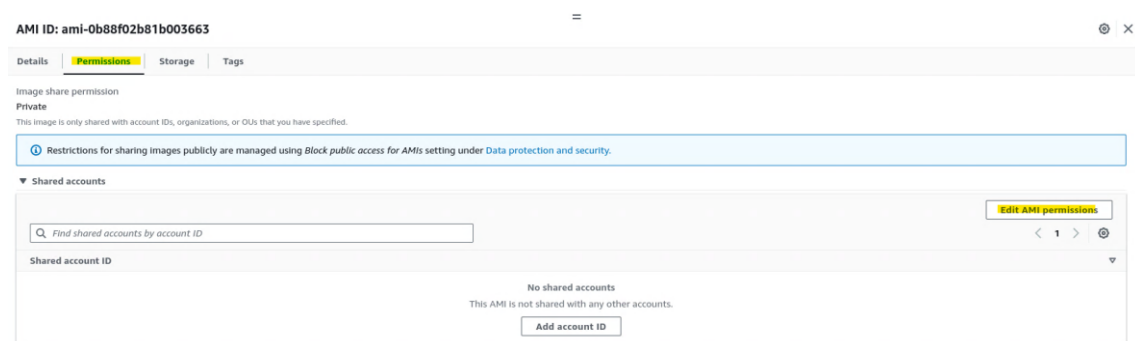 AMI ID: ami-0b88f02b81b003663
Details Permissions Storage Tags
Image share permission
Private
This image is only shared with account IDs, organizations, or OUs that you have specified.
Restrictions for sharing images publicly are managed using Block public access for AMIs setting under Data protection and security.
Shared accounts
Edit AMI permissions
Find shared accounts by account ID
1
Shared account ID
No shared accounts
This AMI is not shared with any other accounts.
Add account ID